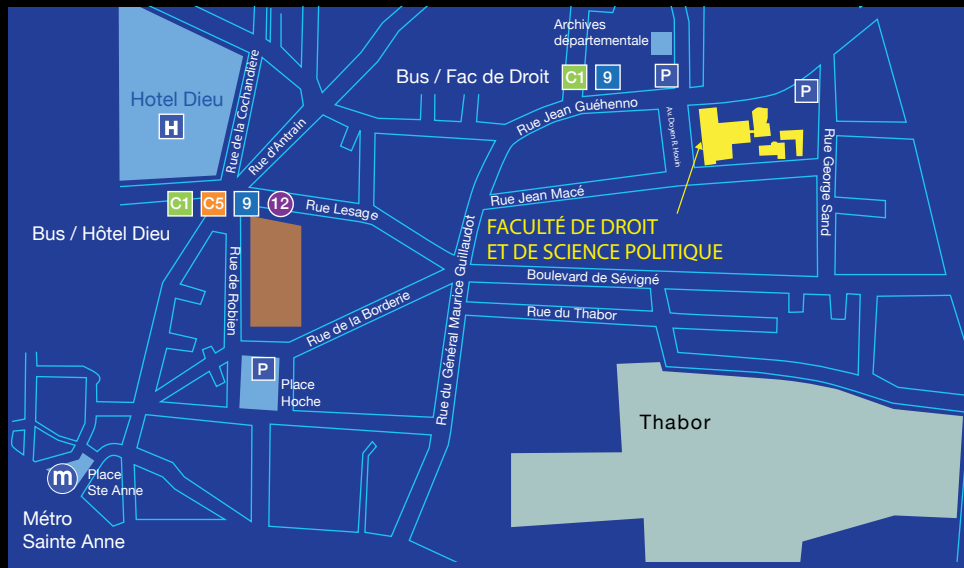 Archives
départementale
Bus / Fac de Droit
C1
9
P
P
Hotel Dieu
H
Rue de la Cochardière
Rue d'Antrain
Rue Jean Guéhenno
Av. Doyen R. Houin
Rue George Sand
Rue Jean Macé
C1
C5
9
12
Rue Lesage
Bus / Hôtel Dieu
FACULTÉ DE DROIT
ET DE SCIENCE POLITIQUE
Rue de Robien
Rue du Général Maurice Guillaudot
Boulevard de Sévigné
Rue de la Borderie
Rue du Thabor
P
Place
Hoche
Thabor
m
Place
Ste Anne
Métro
Sainte Anne